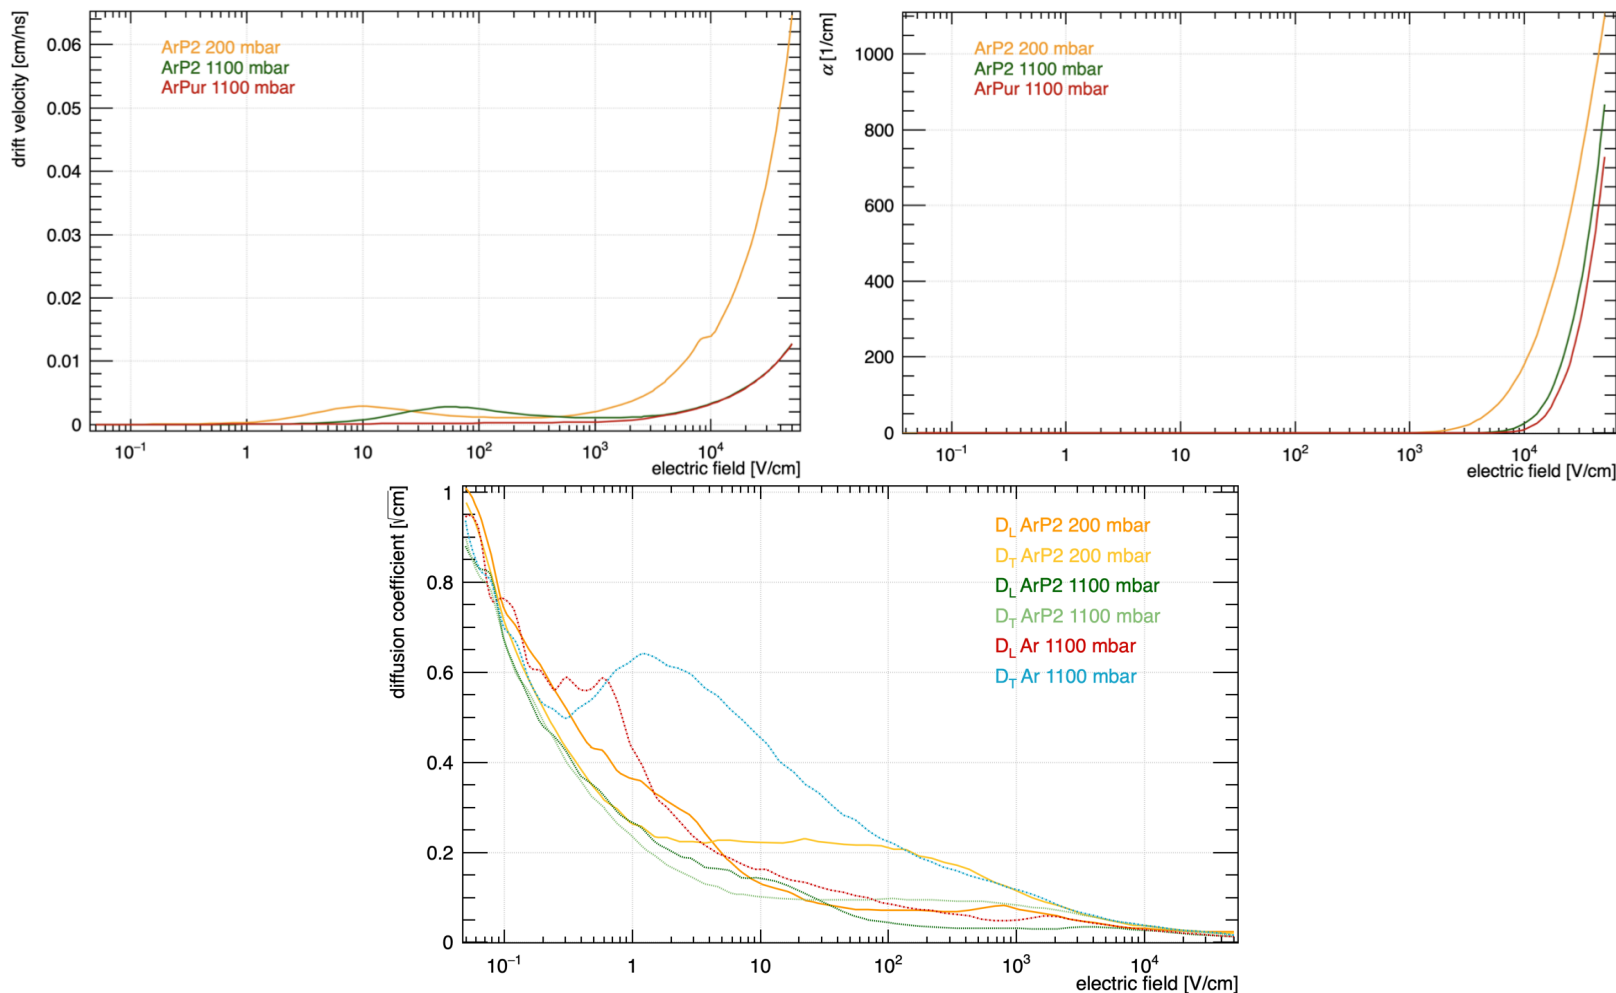 drift velocity [cm/ns]
0.06
0.05
0.04
0.03
0.02
0.01
0
ArP2 200 mbar
ArP2 1100 mbar
ArPur 1100 mbar
10⁻¹ 1 10 10² 10³ 10⁴
electric field [V/cm]
α [1/cm]
1000
800
600
400
200
0
ArP2 200 mbar
ArP2 1100 mbar
ArPur 1100 mbar
10⁻¹ 1 10 10² 10³ 10⁴
electric field [V/cm]
diffusion coefficient [√cm]
1
0.8
0.6
0.4
0.2
0
D_L ArP2 200 mbar
D_T ArP2 200 mbar
D_L ArP2 1100 mbar
D_T ArP2 1100 mbar
D_L Ar 1100 mbar
D_T Ar 1100 mbar
10⁻¹ 1 10 10² 10³ 10⁴
electric field [V/cm]